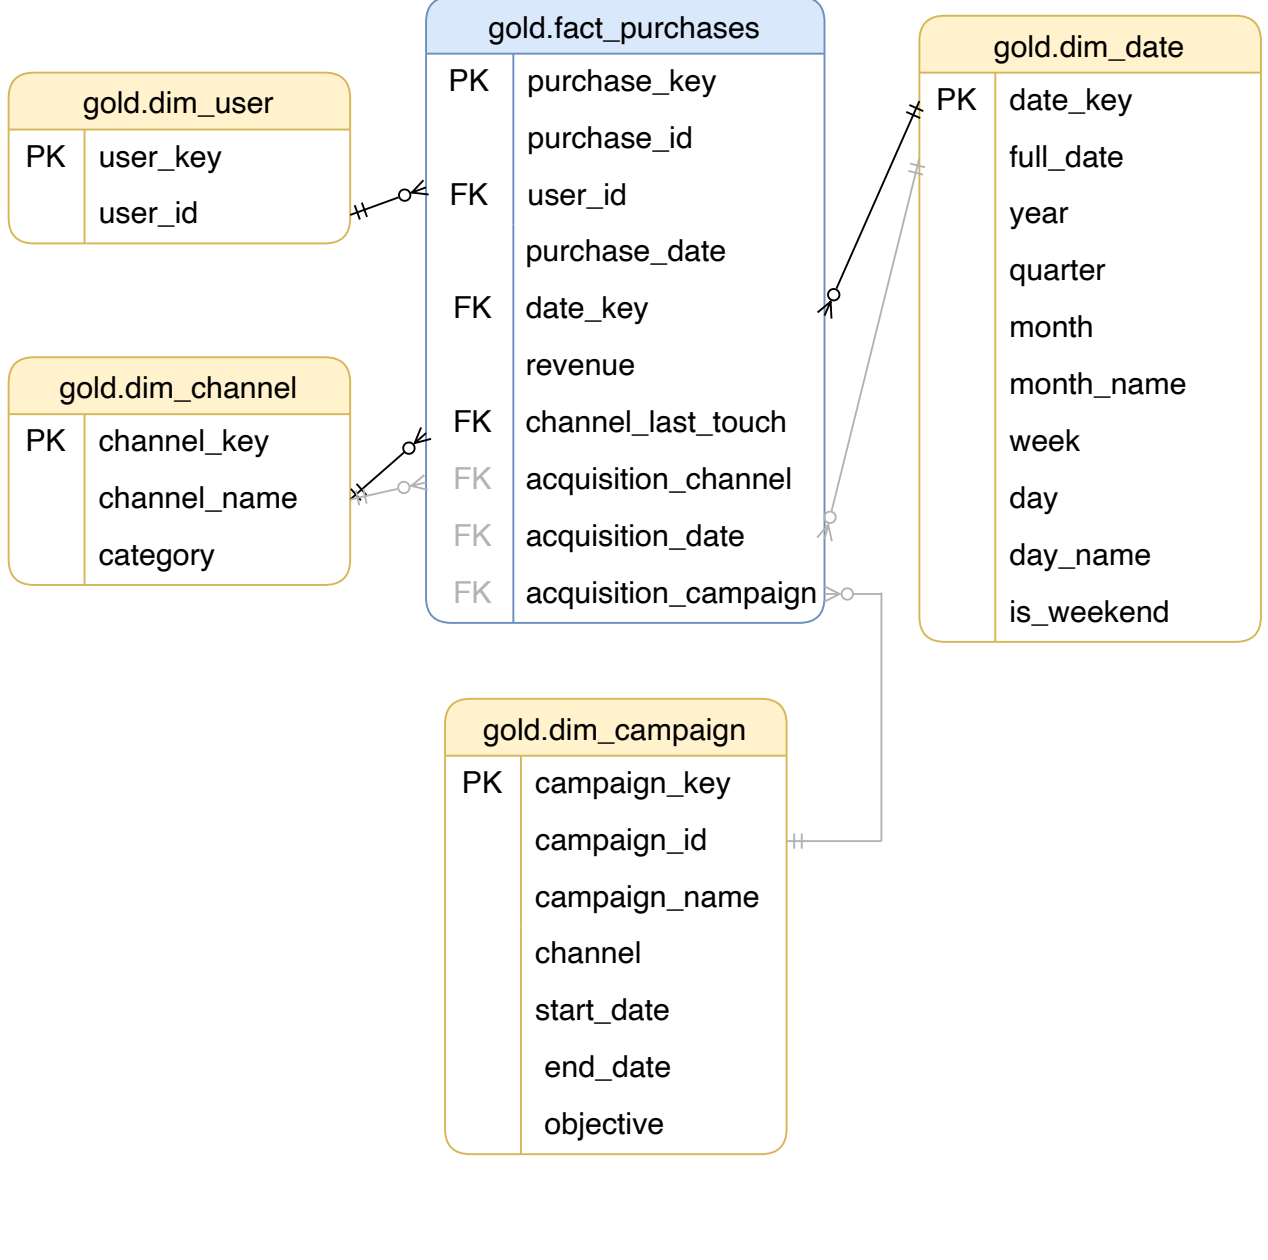 gold.dim_user
PK user_key
user_id
gold.dim_channel
PK channel_key
channel_name
category
gold.fact_purchases
PK purchase_key
purchase_id
FK user_id
purchase_date
FK date_key
revenue
FK channel_last_touch
FK acquisition_channel
FK acquisition_date
FK acquisition_campaign
gold.dim_date
PK date_key
full_date
year
quarter
month
month_name
week
day
day_name
is_weekend
gold.dim_campaign
PK campaign_key
campaign_id
campaign_name
channel
start_date
end_date
objective